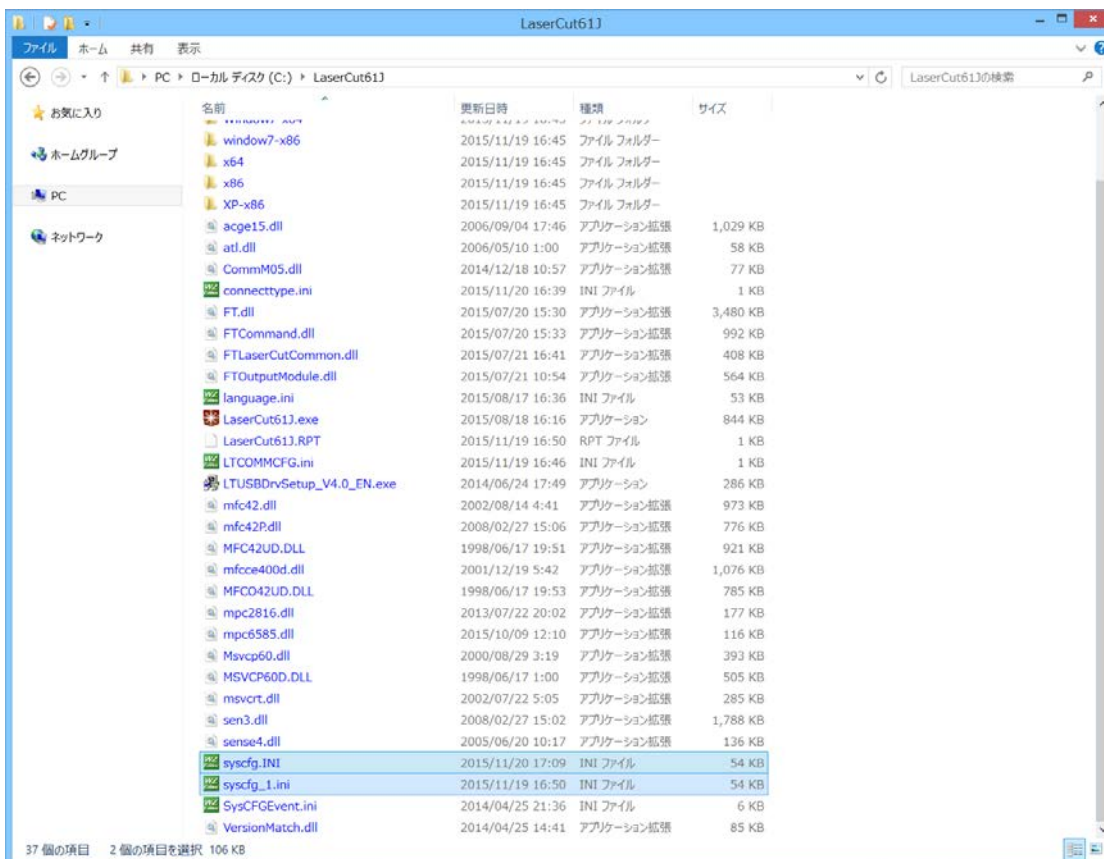 LaserCut61J
ファイル ホーム 共有 表示
PC ローカル ディスク (C:) LaserCut61J LaserCut61Jの検索
お気に入り
ホームグループ
PC
ネットワーク
名前 更新日時 種類 サイズ
window7-x86 2015/11/19 16:45 ファイル フォルダー
x64 2015/11/19 16:45 ファイル フォルダー
x86 2015/11/19 16:45 ファイル フォルダー
XP-x86 2015/11/19 16:45 ファイル フォルダー
acge15.dll 2006/09/04 17:46 アプリケーション拡張 1,029 KB
atl.dll 2006/05/10 1:00 アプリケーション拡張 58 KB
CommM05.dll 2014/12/18 10:57 アプリケーション拡張 77 KB
connecttype.ini 2015/11/20 16:39 INI ファイル 1 KB
FT.dll 2015/07/20 15:30 アプリケーション拡張 3,480 KB
FTCommand.dll 2015/07/20 15:33 アプリケーション拡張 992 KB
FTLaserCutCommon.dll 2015/07/21 16:41 アプリケーション拡張 408 KB
FTOutputModule.dll 2015/07/21 10:54 アプリケーション拡張 564 KB
language.ini 2015/08/17 16:36 INI ファイル 53 KB
LaserCut61J.exe 2015/08/18 16:16 アプリケーション 844 KB
LaserCut61J.RPT 2015/11/19 16:50 RPT ファイル 1 KB
LTCOMMCFG.ini 2015/11/19 16:46 INI ファイル 1 KB
LTUSBDrvSetup_V4.0_EN.exe 2014/06/24 17:49 アプリケーション 286 KB
mfc42.dll 2002/08/14 4:41 アプリケーション拡張 973 KB
mfc42P.dll 2008/02/27 15:06 アプリケーション拡張 776 KB
MFC42UD.DLL 1998/06/17 19:51 アプリケーション拡張 921 KB
mfcce400d.dll 2001/12/19 5:42 アプリケーション拡張 1,076 KB
MFCO42UD.DLL 1998/06/17 19:53 アプリケーション拡張 785 KB
mpc2816.dll 2013/07/22 20:02 アプリケーション拡張 177 KB
mpc6585.dll 2015/10/09 12:10 アプリケーション拡張 116 KB
Msvcp60.dll 2000/08/29 3:19 アプリケーション拡張 393 KB
MSVCP60D.DLL 1998/06/17 1:00 アプリケーション拡張 505 KB
msvcrt.dll 2002/07/22 5:05 アプリケーション拡張 285 KB
sen3.dll 2008/02/27 15:02 アプリケーション拡張 1,788 KB
sense4.dll 2005/06/20 10:17 アプリケーション拡張 136 KB
syscfg.INI 2015/11/20 17:09 INI ファイル 54 KB
syscfg_1.ini 2015/11/19 16:50 INI ファイル 54 KB
SysCFGEvent.ini 2014/04/25 21:36 INI ファイル 6 KB
VersionMatch.dll 2014/04/25 14:41 アプリケーション拡張 85 KB
37 個の項目 2 個の項目を選択 106 KB